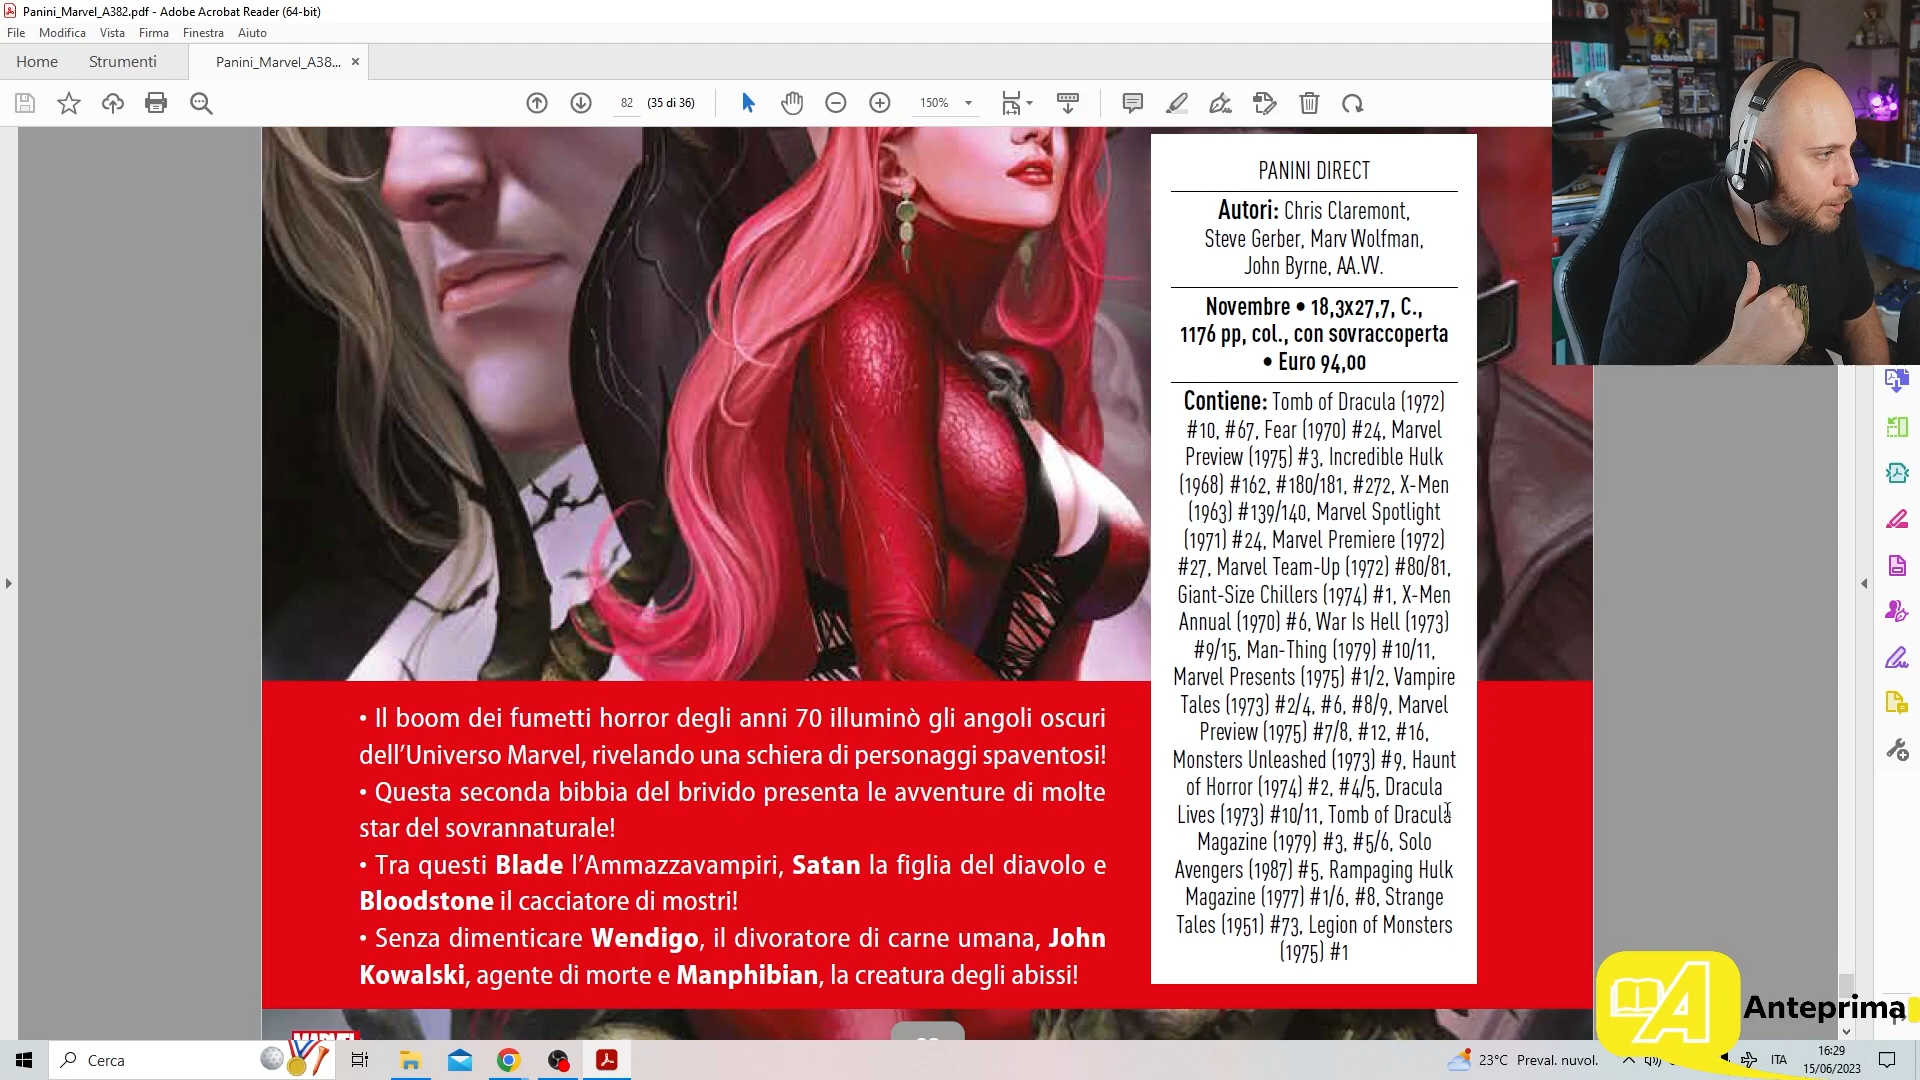 Panini_Marvel_A382.pdf - Adobe Acrobat Reader (64-bit)
File Modifica Vista Firma Finestra Aiuto
Home Strumenti Panini_Marvel_A38... ×
82 (35 di 36) 150%
PANINI DIRECT
Autori: Chris Claremont,
Steve Gerber, Marv Wolfman,
John Byrne, AA.VV.
Novembre • 18,3x27,7, C.,
1176 pp, col., con sovraccoperta
• Euro 94,00
Contiene: Tomb of Dracula (1972)
#10, #67, Fear (1970) #24, Marvel
Preview (1975) #3, Incredible Hulk
(1968) #162, #180/181, #272, X-Men
(1963) #139/140, Marvel Spotlight
(1971) #24, Marvel Premiere (1972)
#27, Marvel Team-Up (1972) #80/81,
Giant-Size Chillers (1974) #1, X-Men
Annual (1970) #6, War Is Hell (1973)
#9/15, Man-Thing (1979) #10/11,
Marvel Presents (1975) #1/2, Vampire
Tales (1973) #2/4, #6, #8/9, Marvel
Preview (1975) #7/8, #12, #16,
Monsters Unleashed (1973) #9, Haunt
of Horror (1974) #2, #4/5, Dracula
Lives (1973) #10/11, Tomb of Dracula
Magazine (1979) #3, #5/6, Solo
Avengers (1987) #5, Rampaging Hulk
Magazine (1977) #1/6, #8, Strange
Tales (1951) #73, Legion of Monsters
(1975) #1
• Il boom dei fumetti horror degli anni 70 illuminò gli angoli oscuri
dell'Universo Marvel, rivelando una schiera di personaggi spaventosi!
• Questa seconda bibbia del brivido presenta le avventure di molte
star del sovrannaturale!
• Tra questi Blade l'Ammazzavampiri, Satan la figlia del diavolo e
Bloodstone il cacciatore di mostri!
• Senza dimenticare Wendigo, il divoratore di carne umana, John
Kowalski, agente di morte e Manphibian, la creatura degli abissi!
A Anteprima
Cerca
23°C Preval. nuvol. ITA
16:29
15/06/2023